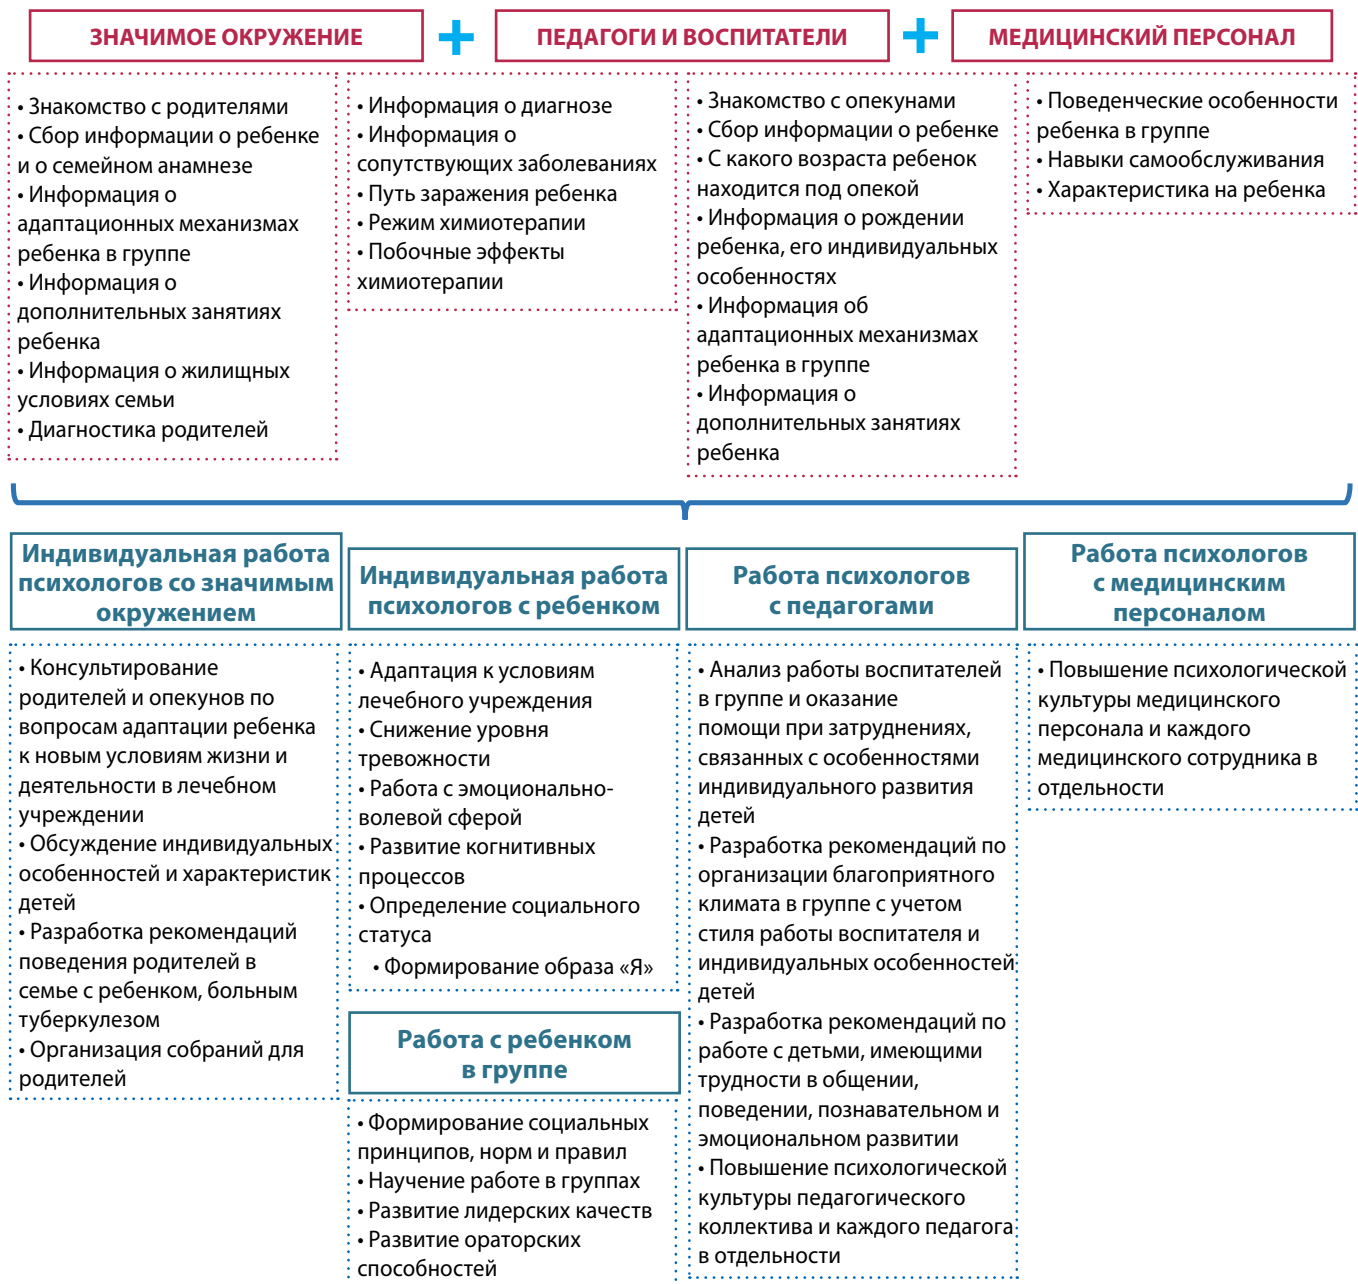 ЗНАЧИМОЕ ОКРУЖЕНИЕ
+
ПЕДАГОГИ И ВОСПИТАТЕЛИ
+
МЕДИЦИНСКИЙ ПЕРСОНАЛ
• Знакомство с родителями
• Сбор информации о ребенке
и о семейном анамнезе
• Информация о
адаптационных механизмах
ребенка в группе
• Информация о
дополнительных занятиях
ребенка
• Информация о жилищных
условиях семьи
• Диагностика родителей
• Информация о диагнозе
• Информация о
сопутствующих заболеваниях
• Путь заражения ребенка
• Режим химиотерапии
• Побочные эффекты
химиотерапии
• Знакомство с опекунами
• Сбор информации о ребенке
• С какого возраста ребенок
находится под опекой
• Информация о рождении
ребенка, его индивидуальных
особенностях
• Информация об
адаптационных механизмах
ребенка в группе
• Информация о
дополнительных занятиях
ребенка
• Поведенческие особенности
ребенка в группе
• Навыки самообслуживания
• Характеристика на ребенка
Индивидуальная работа
психологов со значимым
окружением
• Консультирование
родителей и опекунов по
вопросам адаптации ребенка
к новым условиям жизни и
деятельности в лечебном
учреждении
• Обсуждение индивидуальных
особенностей и характеристик
детей
• Разработка рекомендаций
поведения родителей в
семье с ребенком, больным
туберкулезом
• Организация собраний для
родителей
Индивидуальная работа
психологов с ребенком
• Адаптация к условиям
лечебного учреждения
• Снижение уровня
тревожности
• Работа с эмоционально-
волевой сферой
• Развитие когнитивных
процессов
• Определение социального
статуса
• Формирование образа «Я»
Работа с ребенком
в группе
• Формирование социальных
принципов, норм и правил
• Научение работе в группах
• Развитие лидерских качеств
• Развитие ораторских
способностей
Работа психологов
с педагогами
• Анализ работы воспитателей
в группе и оказание
помощи при затруднениях,
связанных с особенностями
индивидуального развития
детей
• Разработка рекомендаций по
организации благоприятного
климата в группе с учетом
стиля работы воспитателя и
индивидуальных особенностей
детей
• Разработка рекомендаций по
работе с детьми, имеющими
трудности в общении,
поведении, познавательном и
эмоциональном развитии
• Повышение психологической
культуры педагогического
коллектива и каждого педагога
в отдельности
Работа психологов
с медицинским
персоналом
• Повышение психологической
культуры медицинского
персонала и каждого
медицинского сотрудника в
отдельности